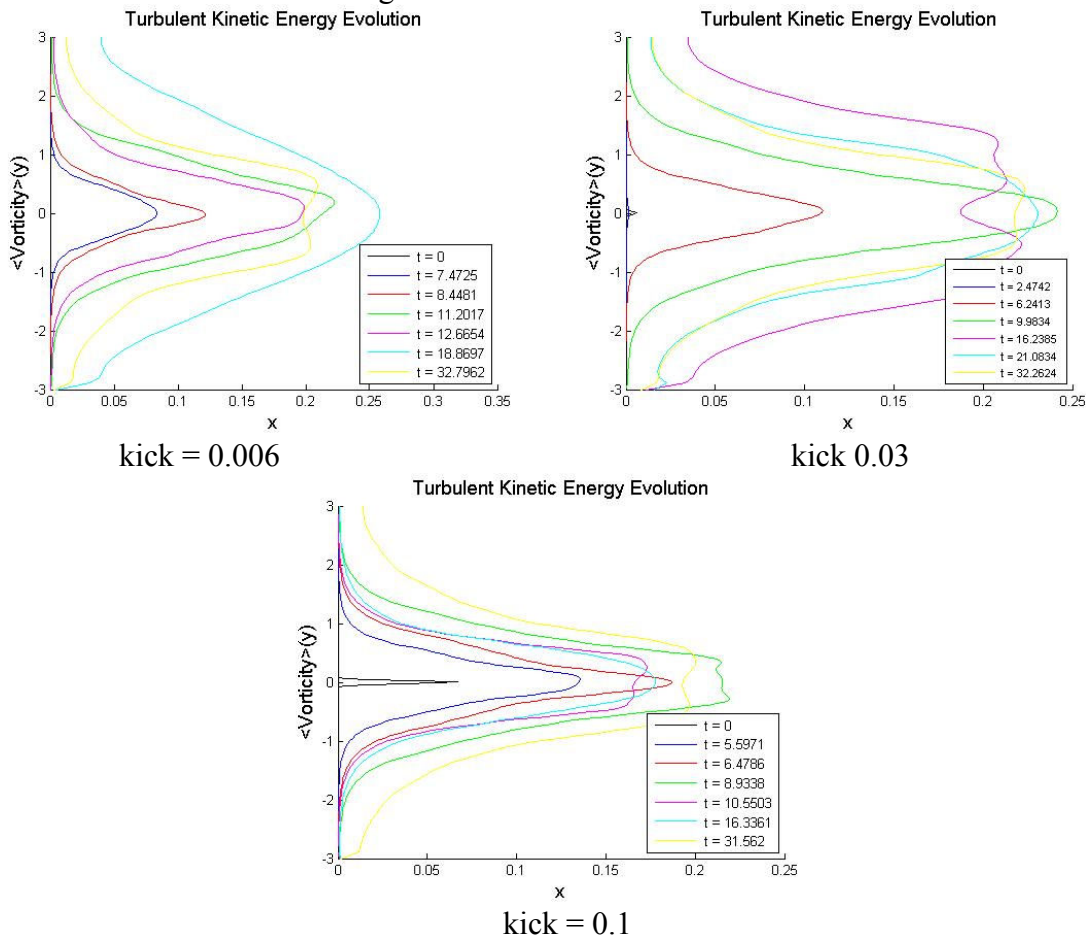 Turbulent Kinetic Energy Evolution
3
2
1
0
-1
-2
-3
<Vorticity>(y)
t = 0
t = 7.4725
t = 8.4481
t = 11.2017
t = 12.6654
t = 18.8697
t = 32.7962
0 0.05 0.1 0.15 0.2 0.25 0.3 0.35
x
kick = 0.006
Turbulent Kinetic Energy Evolution
3
2
1
0
-1
-2
-3
<Vorticity>(y)
t = 0
t = 2.4742
t = 6.2413
t = 9.9834
t = 16.2385
t = 21.0834
t = 32.2624
0 0.05 0.1 0.15 0.2 0.25
x
kick 0.03
Turbulent Kinetic Energy Evolution
3
2
1
0
-1
-2
-3
<Vorticity>(y)
t = 0
t = 5.5971
t = 6.4786
t = 8.9338
t = 10.5503
t = 16.3361
t = 31.562
0 0.05 0.1 0.15 0.2 0.25
x
kick = 0.1